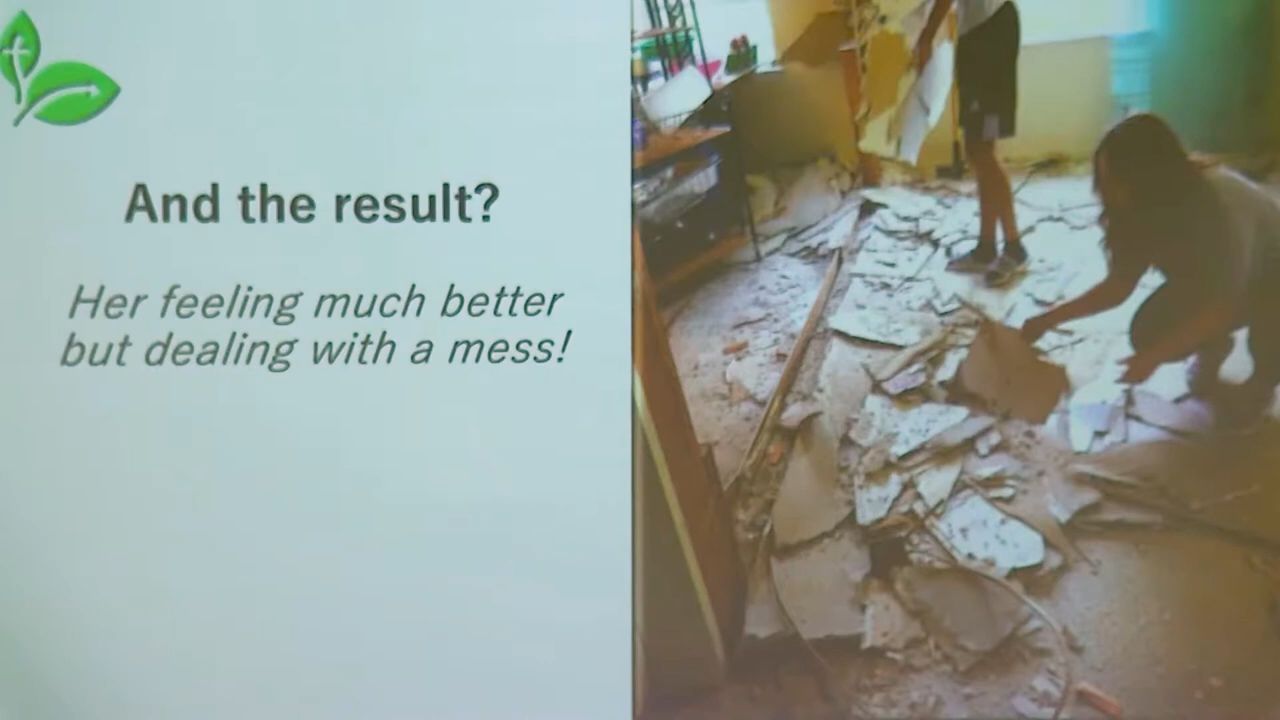 And the result?
Her feeling much better
but dealing with a mess!